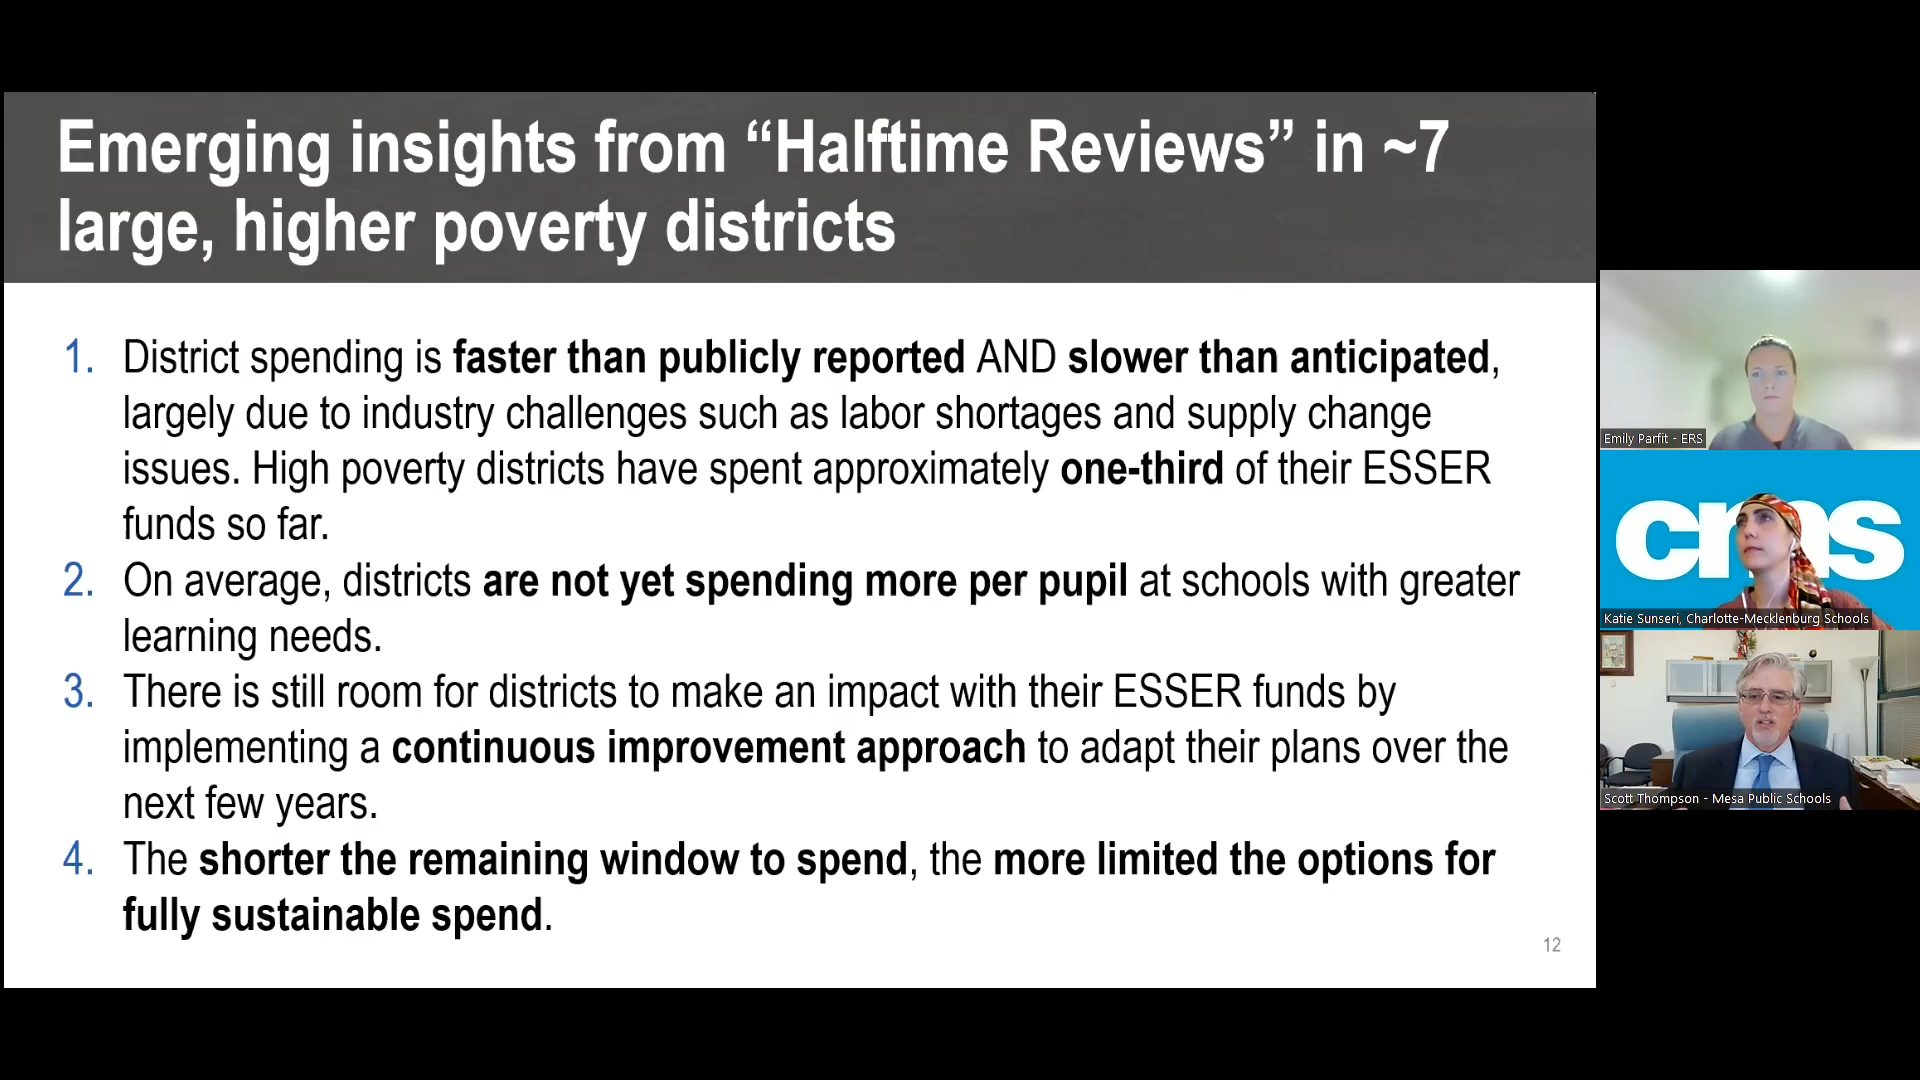 Emerging insights from “Halftime Reviews” in ~7
large, higher poverty districts
1. District spending is faster than publicly reported AND slower than anticipated,
largely due to industry challenges such as labor shortages and supply change
issues. High poverty districts have spent approximately one-third of their ESSER
funds so far.
2. On average, districts are not yet spending more per pupil at schools with greater
learning needs.
3. There is still room for districts to make an impact with their ESSER funds by
implementing a continuous improvement approach to adapt their plans over the
next few years.
4. The shorter the remaining window to spend, the more limited the options for
fully sustainable spend.
12
Emily Parfit - ERS
cms
Katie Sunseri, Charlotte-Mecklenburg Schools
Scott Thompson - Mesa Public Schools